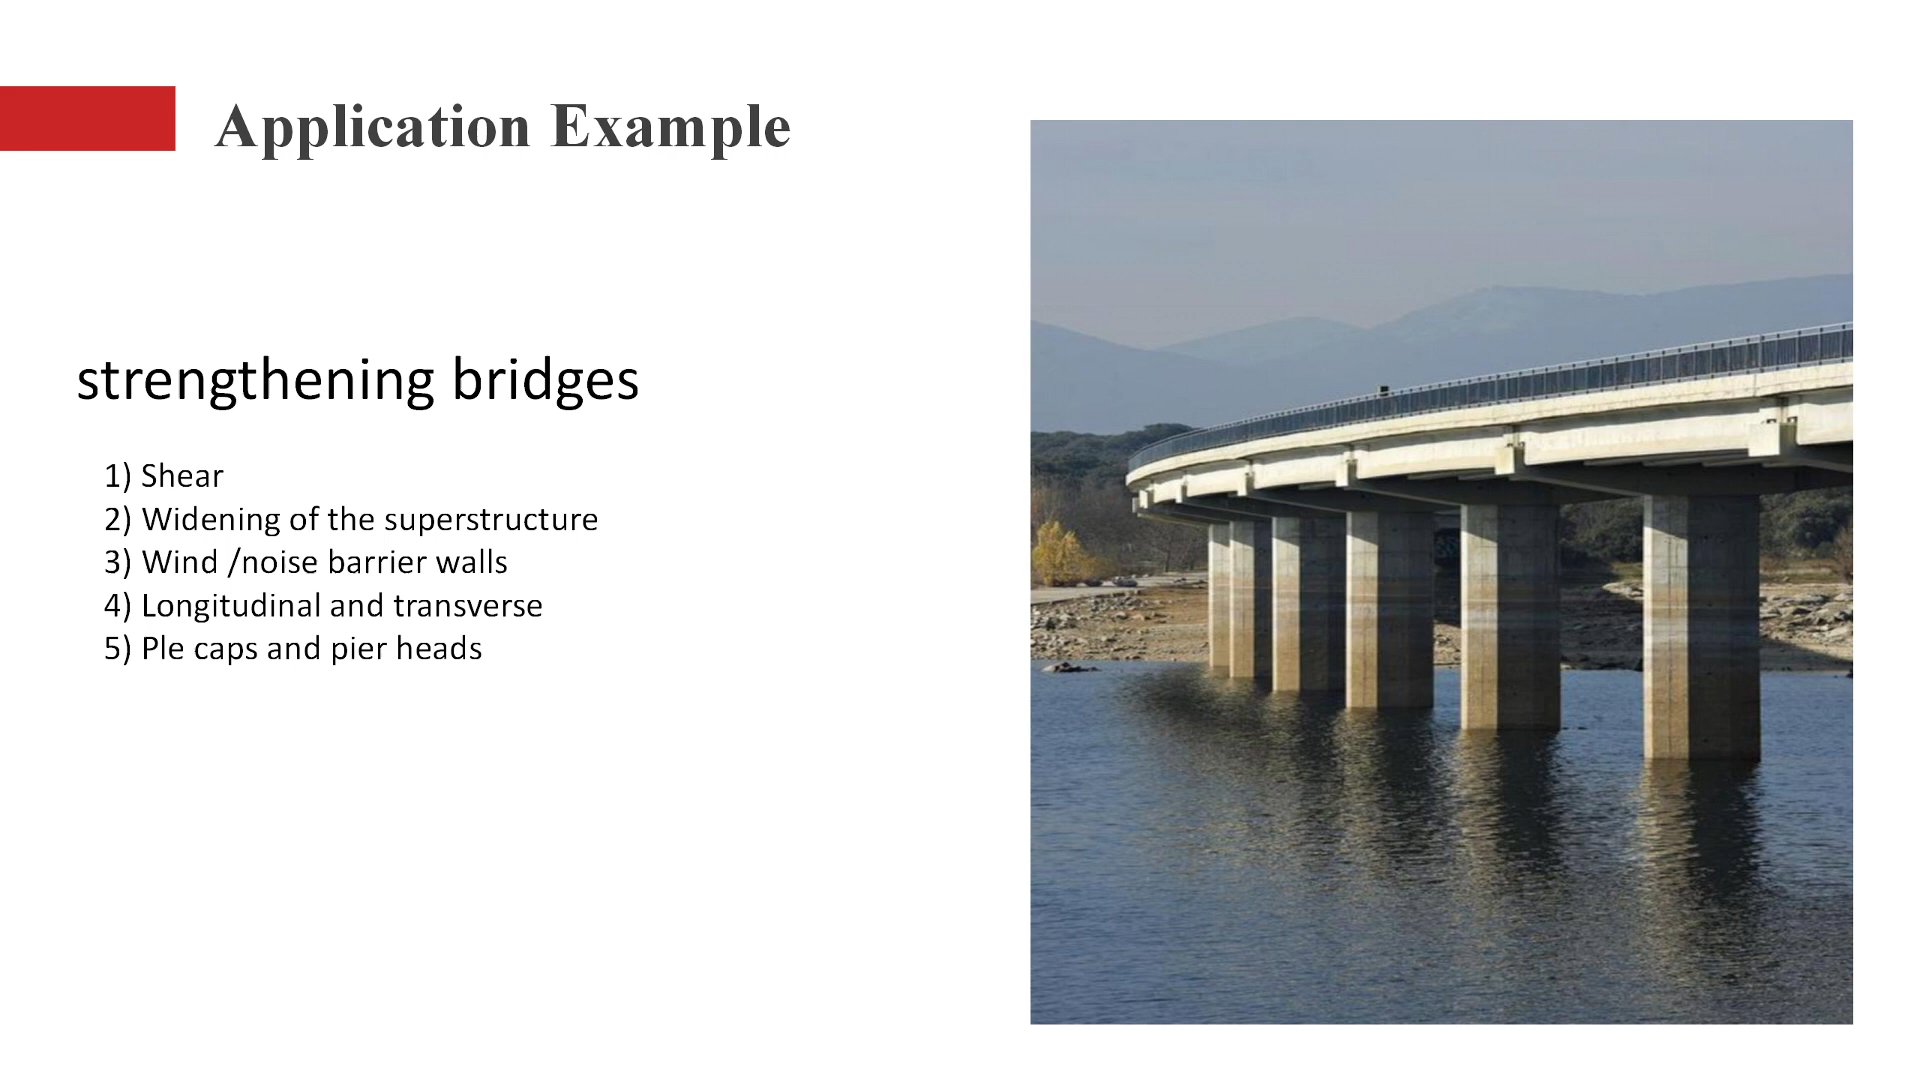 Application Example
strengthening bridges
1) Shear
2) Widening of the superstructure
3) Wind /noise barrier walls
4) Longitudinal and transverse
5) Ple caps and pier heads